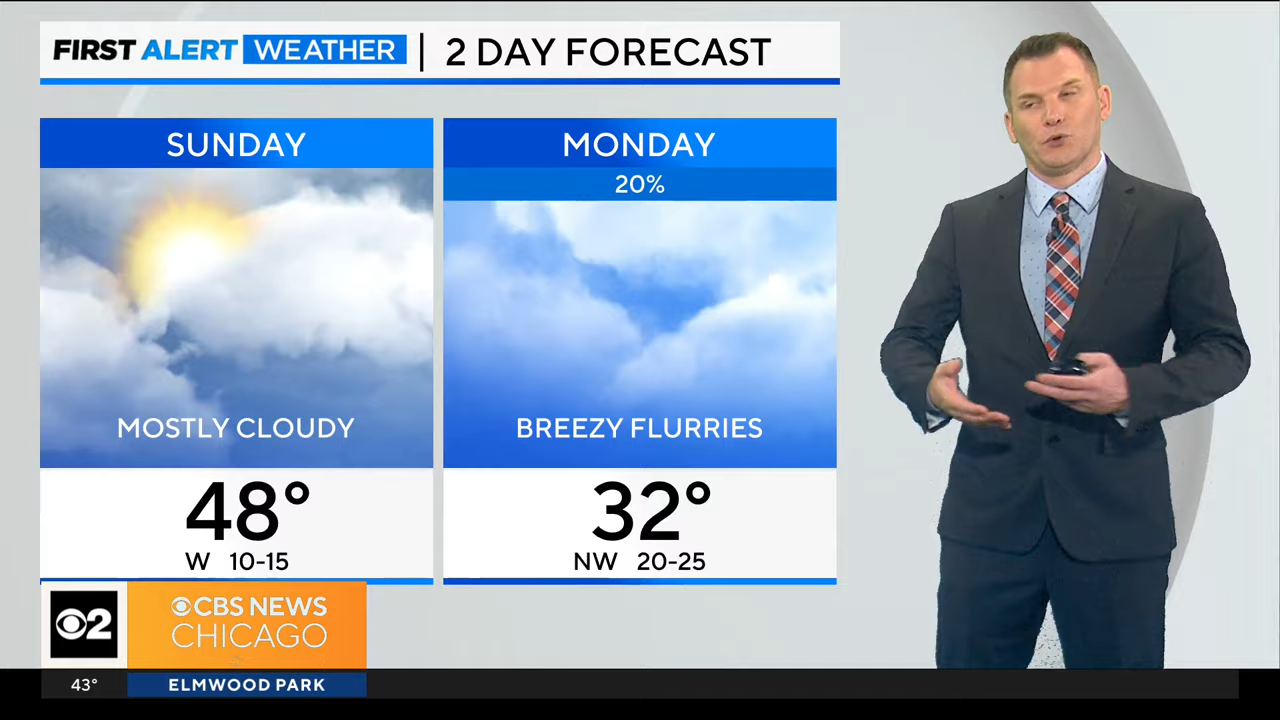 FIRST ALERT WEATHER | 2 DAY FORECAST
SUNDAY
MOSTLY CLOUDY
48°
W 10-15
MONDAY
20%
BREEZY FLURRIES
32°
NW 20-25
2
CBS NEWS
CHICAGO
43° ELMWOOD PARK